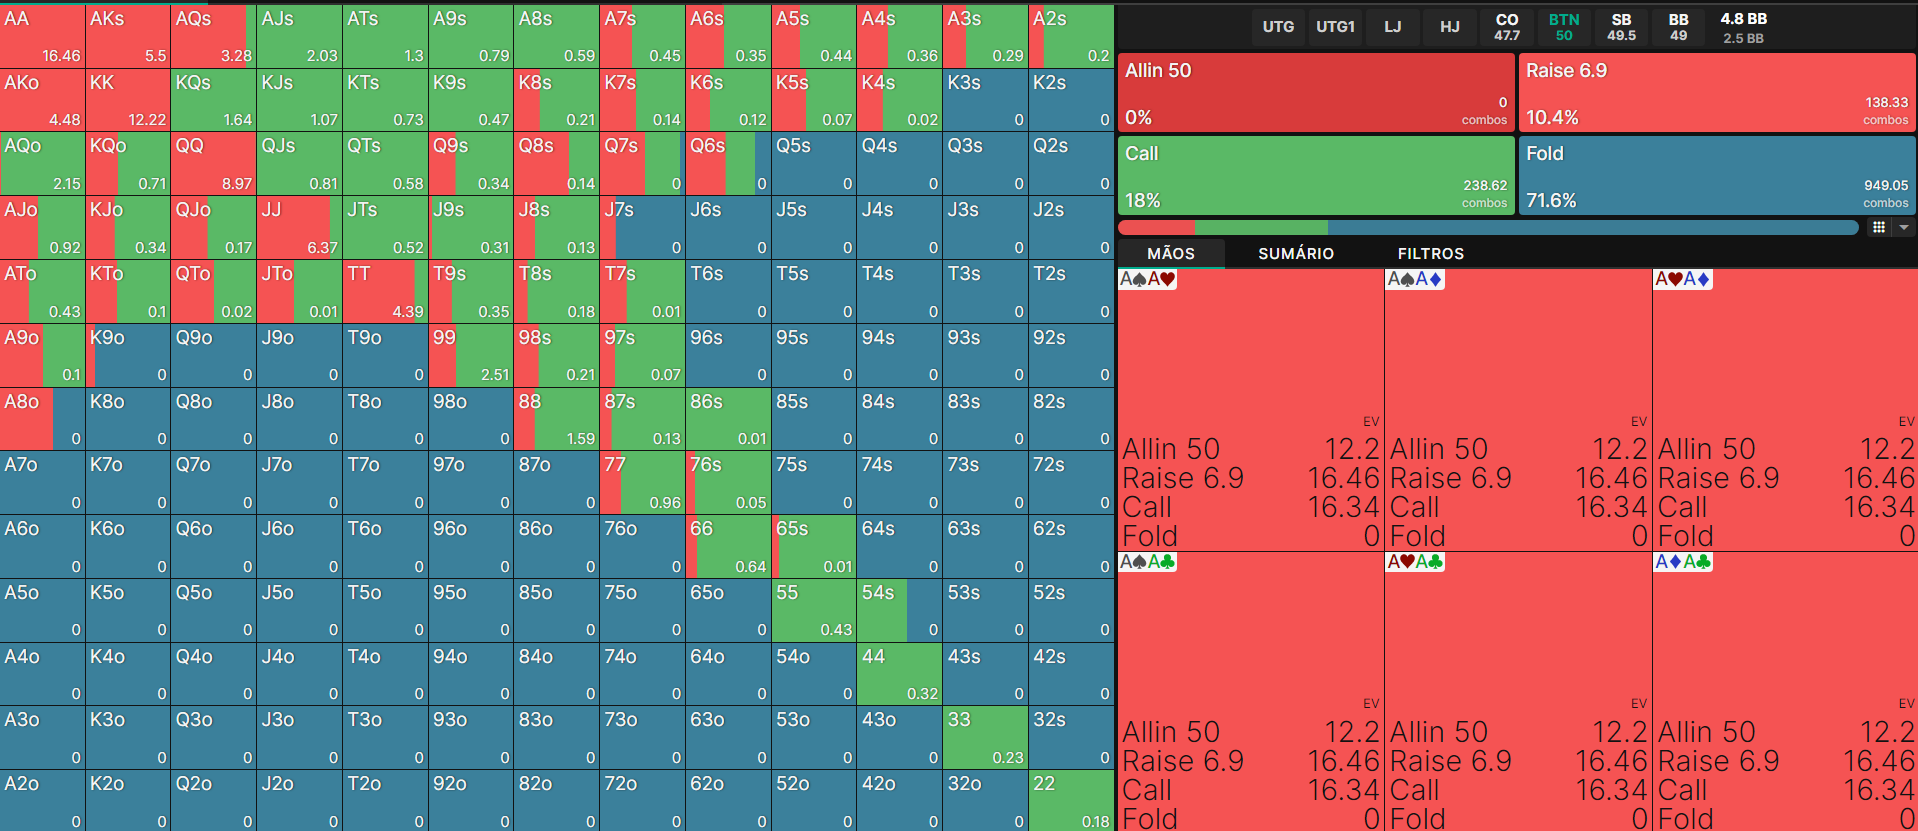 AA AKs AQs AJs ATs A9s A8s A7s A6s A5s A4s A3s A2s
16.46 5.5 3.28 2.03 1.3 0.79 0.59 0.45 0.35 0.44 0.36 0.29 0.2
AKo KK KQs KJs KTs K9s K8s K7s K6s K5s K4s K3s K2s
4.48 12.22 1.64 1.07 0.73 0.47 0.21 0.14 0.12 0.07 0.02 0 0
AQo KQo QQ QJs QTs Q9s Q8s Q7s Q6s Q5s Q4s Q3s Q2s
2.15 0.71 8.97 0.81 0.58 0.34 0.14 0 0 0 0 0 0
AJo KJo QJo JJ JTs J9s J8s J7s J6s J5s J4s J3s J2s
0.92 0.34 0.17 6.37 0.52 0.31 0.13 0 0 0 0 0 0
ATo KTo QTo JTo TT T9s T8s T7s T6s T5s T4s T3s T2s
0.43 0.1 0.02 0.01 4.39 0.35 0.18 0.01 0 0 0 0 0
A9o K9o Q9o J9o T9o 99 98s 97s 96s 95s 94s 93s 92s
0.1 0 0 0 0 2.51 0.21 0.07 0 0 0 0 0
A8o K8o Q8o J8o T8o 98o 88 87s 86s 85s 84s 83s 82s
0 0 0 0 0 0 1.59 0.13 0.01 0 0 0 0
A7o K7o Q7o J7o T7o 97o 87o 77 76s 75s 74s 73s 72s
0 0 0 0 0 0 0 0.96 0.05 0 0 0 0
A6o K6o Q6o J6o T6o 96o 86o 76o 66 65s 64s 63s 62s
0 0 0 0 0 0 0 0 0.64 0.01 0 0 0
A5o K5o Q5o J5o T5o 95o 85o 75o 65o 55 54s 53s 52s
0 0 0 0 0 0 0 0 0 0.43 0 0 0
A4o K4o Q4o J4o T4o 94o 84o 74o 64o 54o 44 43s 42s
0 0 0 0 0 0 0 0 0 0 0.32 0 0
A3o K3o Q3o J3o T3o 93o 83o 73o 63o 53o 43o 33 32s
0 0 0 0 0 0 0 0 0 0 0 0.23 0
A2o K2o Q2o J2o T2o 92o 82o 72o 62o 52o 42o 32o 22
0 0 0 0 0 0 0 0 0 0 0 0 0.18
UTG UTG1 LJ HJ CO BTN SB BB 4.8 BB
47.7 50 49.5 49 2.5 BB
Allin 50 Raise 6.9
0 138.33
0% combos 10.4% combos
Call Fold
238.62 949.05
18% combos 71.6% combos
MÃOS SUMÁRIO FILTROS
A♠A♥ A♠A♦ A♥A♦
EV EV EV
Allin 50 12.2 Allin 50 12.2 Allin 50 12.2
Raise 6.9 16.46 Raise 6.9 16.46 Raise 6.9 16.46
Call 16.34 Call 16.34 Call 16.34
Fold 0 Fold 0 Fold 0
A♠A♣ A♥A♣ A♦A♣
EV EV EV
Allin 50 12.2 Allin 50 12.2 Allin 50 12.2
Raise 6.9 16.46 Raise 6.9 16.46 Raise 6.9 16.46
Call 16.34 Call 16.34 Call 16.34
Fold 0 Fold 0 Fold 0